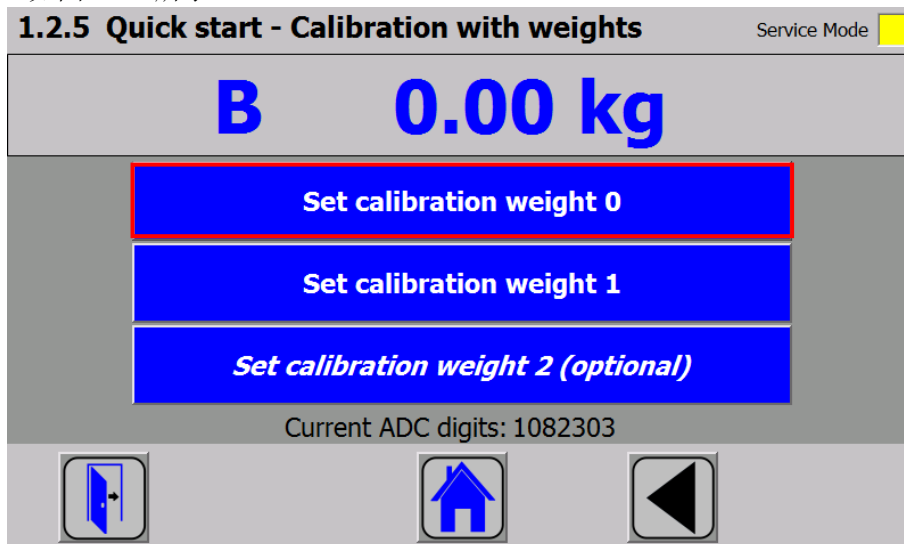 1.2.5 Quick start - Calibration with weights
Service Mode
B 0.00 kg
Set calibration weight 0
Set calibration weight 1
Set calibration weight 2 (optional)
Current ADC digits: 1082303